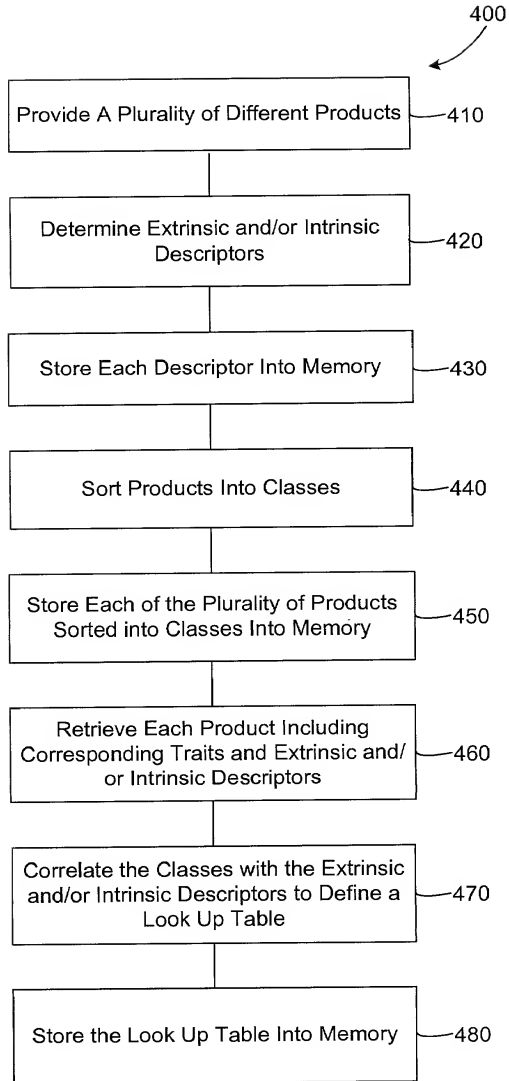 400
Provide A Plurality of Different Products
410
Determine Extrinsic and/or Intrinsic
Descriptors
420
Store Each Descriptor Into Memory
430
Sort Products Into Classes
440
Store Each of the Plurality of Products
Sorted into Classes Into Memory
450
Retrieve Each Product Including
Corresponding Traits and Extrinsic and/
or Intrinsic Descriptors
460
Correlate the Classes with the Extrinsic
and/or Intrinsic Descriptors to Define a
Look Up Table
470
Store the Look Up Table Into Memory
480